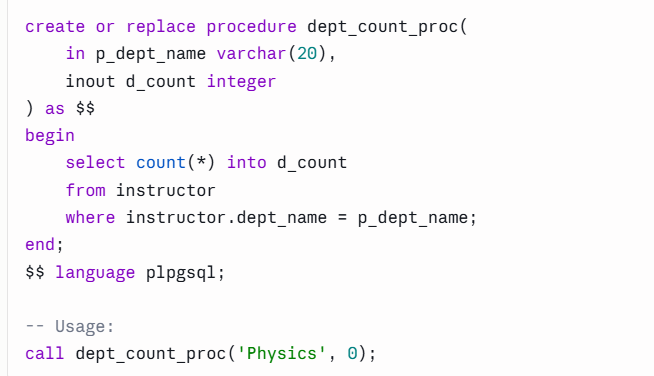 create or replace procedure dept_count_proc(
    in p_dept_name varchar(20),
    inout d_count integer
) as $$
begin
    select count(*) into d_count
    from instructor
    where instructor.dept_name = p_dept_name;
end;
$$ language plpgsql;

-- Usage:
call dept_count_proc('Physics', 0);